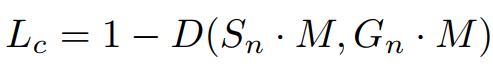 L_c = 1 − D(S_n · M, G_n · M)